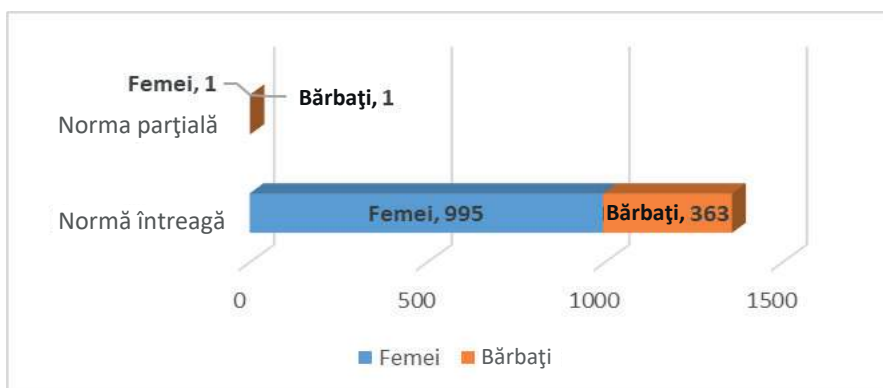 Femei, 1
Bărbaţi, 1
Norma parţială
Normă întreagă
Femei, 995
Bărbaţi, 363
0 500 1000 1500
Femei Bărbaţi